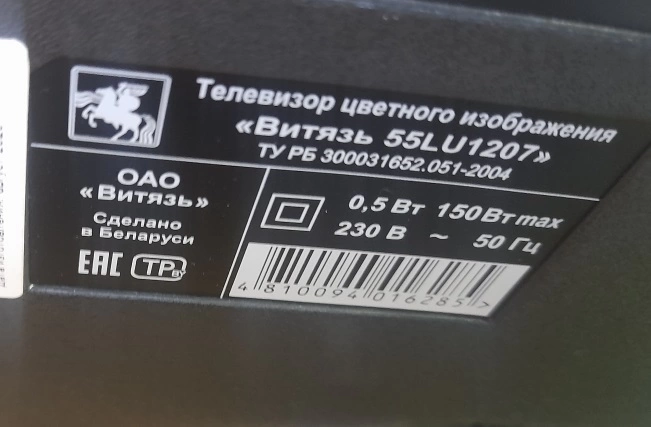 Телевизор цветного изображения
«Витязь 55LU1207»
ТУ РБ 300031652.051-2004
ОАО
«Витязь»
Сделано
в Беларуси
ЕАС ТР BY
0,5 Вт 150 Вт max
230 В ~ 50 Гц
4 810094 016285 >